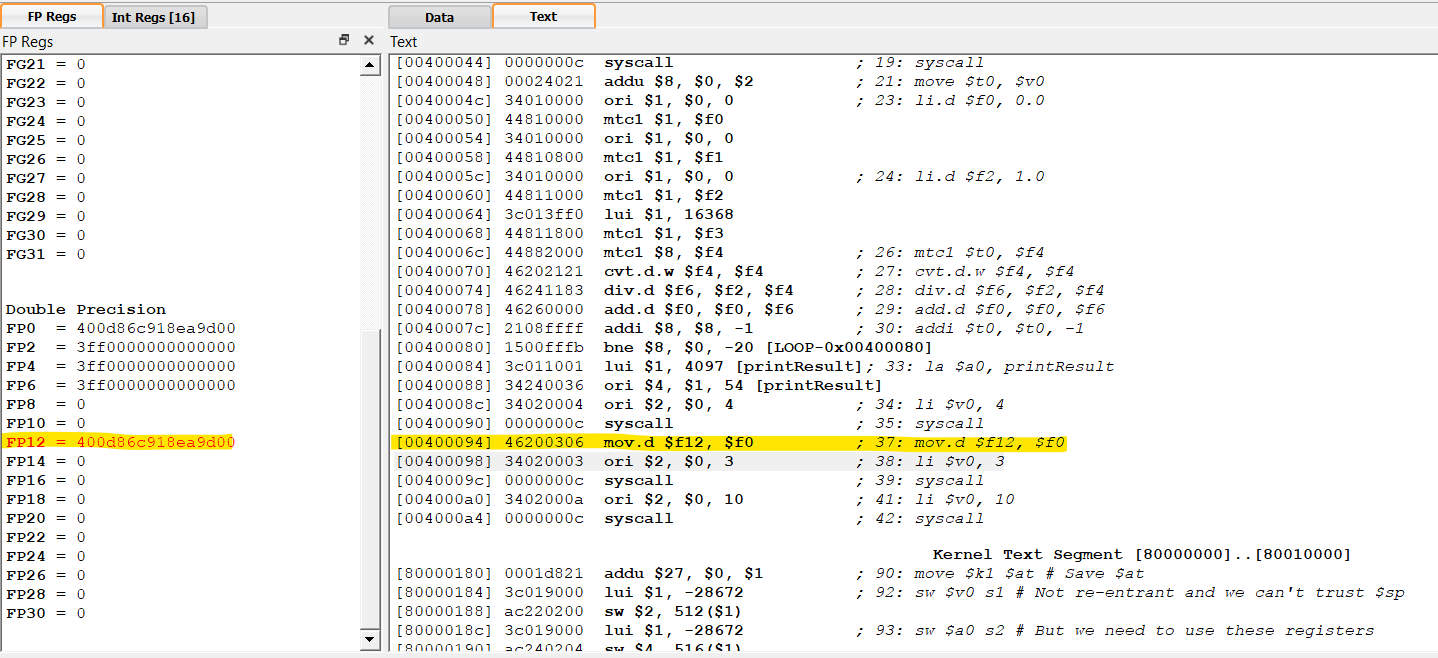 FP Regs
Int Regs [16]
FP Regs
FG21 = 0
FG22 = 0
FG23 = 0
FG24 = 0
FG25 = 0
FG26 = 0
FG27 = 0
FG28 = 0
FG29 = 0
FG30 = 0
FG31 = 0
Double Precision
FP0 = 400d86c918ea9d00
FP2 = 3ff0000000000000
FP4 = 3ff0000000000000
FP6 = 3ff0000000000000
FP8 = 0
FP10 = 0
FP12 = 400d86c918ea9d00
FP14 = 0
FP16 = 0
FP18 = 0
FP20 = 0
FP22 = 0
FP24 = 0
FP26 = 0
FP28 = 0
FP30 = 0
Data
Text
Text
[00400044] 0000000c syscall ; 19: syscall
[00400048] 00024021 addu $8, $0, $2 ; 21: move $t0, $v0
[0040004c] 34010000 ori $1, $0, 0 ; 23: li.d $f0, 0.0
[00400050] 44810000 mtc1 $1, $f0
[00400054] 34010000 ori $1, $0, 0
[00400058] 44810800 mtc1 $1, $f1
[0040005c] 34010000 ori $1, $0, 0 ; 24: li.d $f2, 1.0
[00400060] 44811000 mtc1 $1, $f2
[00400064] 3c013ff0 lui $1, 16368
[00400068] 44811800 mtc1 $1, $f3
[0040006c] 44882000 mtc1 $8, $f4 ; 26: mtc1 $t0, $f4
[00400070] 46202121 cvt.d.w $f4, $f4 ; 27: cvt.d.w $f4, $f4
[00400074] 46241183 div.d $f6, $f2, $f4 ; 28: div.d $f6, $f2, $f4
[00400078] 46260000 add.d $f0, $f0, $f6 ; 29: add.d $f0, $f0, $f6
[0040007c] 2108ffff addi $8, $8, -1 ; 30: addi $t0, $t0, -1
[00400080] 1500fffb bne $8, $0, -20 [LOOP-0x00400080]
[00400084] 3c011001 lui $1, 4097 [printResult]; 33: la $a0, printResult
[00400088] 34240036 ori $4, $1, 54 [printResult]
[0040008c] 34020004 ori $2, $0, 4 ; 34: li $v0, 4
[00400090] 0000000c syscall ; 35: syscall
[00400094] 46200306 mov.d $f12, $f0 ; 37: mov.d $f12, $f0
[00400098] 34020003 ori $2, $0, 3 ; 38: li $v0, 3
[0040009c] 0000000c syscall ; 39: syscall
[004000a0] 3402000a ori $2, $0, 10 ; 41: li $v0, 10
[004000a4] 0000000c syscall ; 42: syscall
Kernel Text Segment [80000000]..[80010000]
[80000180] 0001d821 addu $27, $0, $1 ; 90: move $k1 $at # Save $at
[80000184] 3c019000 lui $1, -28672 ; 92: sw $v0 s1 # Not re-entrant and we can't trust $sp
[80000188] ac220200 sw $2, 512($1)
[8000018c] 3c019000 lui $1, -28672 ; 93: sw $a0 s2 # But we need to use these registers
[80000190] ac240204 sw $4, 516($1)